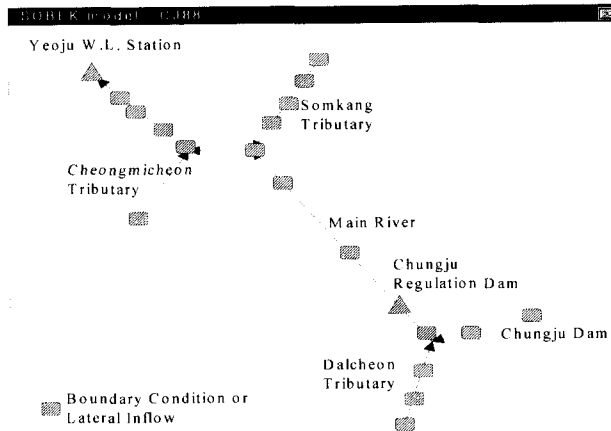 SOBEK model CJ88
Yeoju W.L. Station
Somkang
Tributary
Cheongmicheon
Tributary
Main River
Chungju
Regulation Dam
Chungju Dam
Dalcheon
Tributary
Boundary Condition or
Lateral Inflow